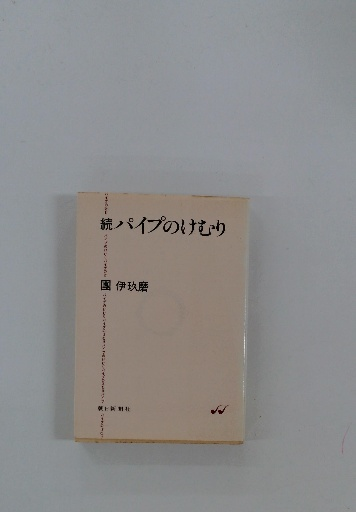 続 パイプのけむり
團 伊玖磨
朝日新聞社